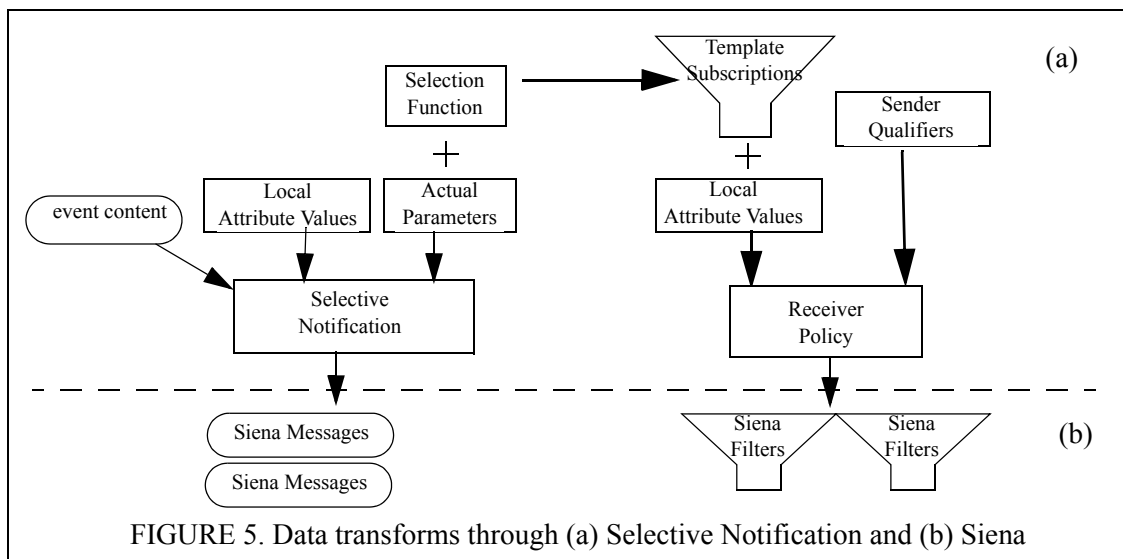 Template
Subscriptions
(a)
Selection
Function
Sender
Qualifiers
+
+
event content
Local
Attribute Values
Actual
Parameters
Local
Attribute Values
Selective
Notification
Receiver
Policy
Siena Messages
Siena Messages
Siena
Filters
Siena
Filters
(b)
FIGURE 5. Data transforms through (a) Selective Notification and (b) Siena